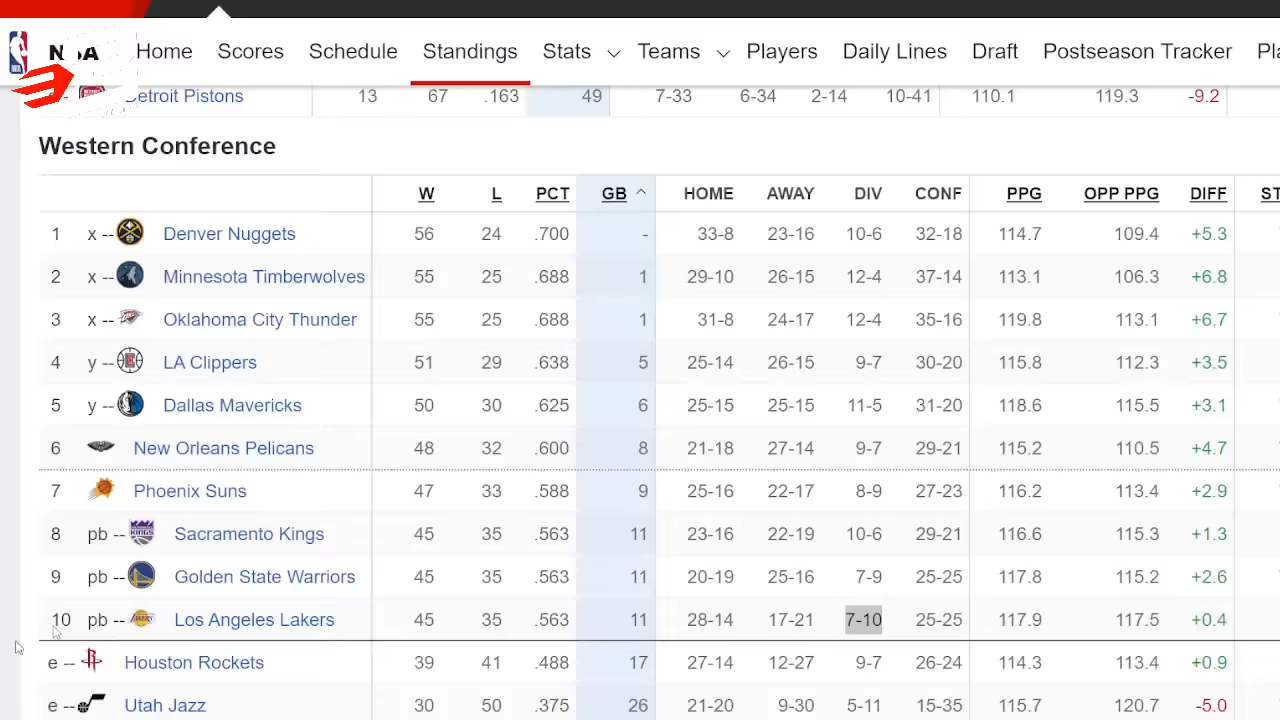 NBA Home Scores Schedule Standings Stats Teams Players Daily Lines Draft Postseason Tracker
Detroit Pistons 13 67 .163 49 7-33 6-34 2-14 10-41 110.1 119.3 -9.2
Western Conference
W L PCT GB HOME AWAY DIV CONF PPG OPP PPG DIFF
1 x -- Denver Nuggets 56 24 .700 - 33-8 23-16 10-6 32-18 114.7 109.4 +5.3
2 x -- Minnesota Timberwolves 55 25 .688 1 29-10 26-15 12-4 37-14 113.1 106.3 +6.8
3 x -- Oklahoma City Thunder 55 25 .688 1 31-8 24-17 12-4 35-16 119.8 113.1 +6.7
4 y -- LA Clippers 51 29 .638 5 25-14 26-15 9-7 30-20 115.8 112.3 +3.5
5 y -- Dallas Mavericks 50 30 .625 6 25-15 25-15 11-5 31-20 118.6 115.5 +3.1
6 New Orleans Pelicans 48 32 .600 8 21-18 27-14 9-7 29-21 115.2 110.5 +4.7
7 Phoenix Suns 47 33 .588 9 25-16 22-17 8-9 27-23 116.2 113.4 +2.9
8 pb -- Sacramento Kings 45 35 .563 11 23-16 22-19 10-6 29-21 116.6 115.3 +1.3
9 pb -- Golden State Warriors 45 35 .563 11 20-19 25-16 7-9 25-25 117.8 115.2 +2.6
10 pb -- Los Angeles Lakers 45 35 .563 11 28-14 17-21 7-10 25-25 117.9 117.5 +0.4
e -- Houston Rockets 39 41 .488 17 27-14 12-27 9-7 26-24 114.3 113.4 +0.9
e -- Utah Jazz 30 50 .375 26 21-20 9-30 5-11 15-35 115.7 120.7 -5.0